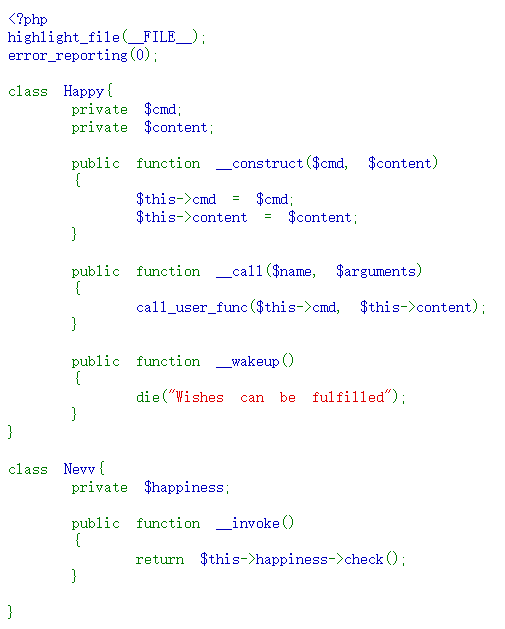 <?php
highlight_file(__FILE__);
error_reporting(0);
class Happy{
private $cmd;
private $content;
public function __construct($cmd, $content)
{
$this->cmd = $cmd;
$this->content = $content;
}
public function __call($name, $arguments)
{
call_user_func($this->cmd, $this->content);
}
public function __wakeup()
{
die("Wishes can be fulfilled");
}
}
class Nevv{
private $happiness;
public function __invoke()
{
return $this->happiness->check();
}
}